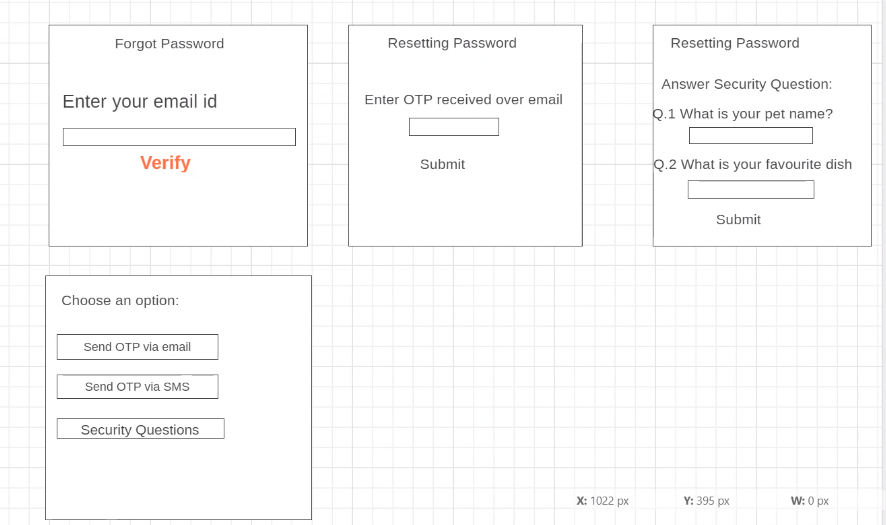 Forgot Password
Enter your email id
Verify
Resetting Password
Enter OTP received over email
Submit
Resetting Password
Answer Security Question:
Q.1 What is your pet name?
Q.2 What is your favourite dish
Submit
Choose an option:
Send OTP via email
Send OTP via SMS
Security Questions
X: 1022 px Y: 395 px W: 0 px